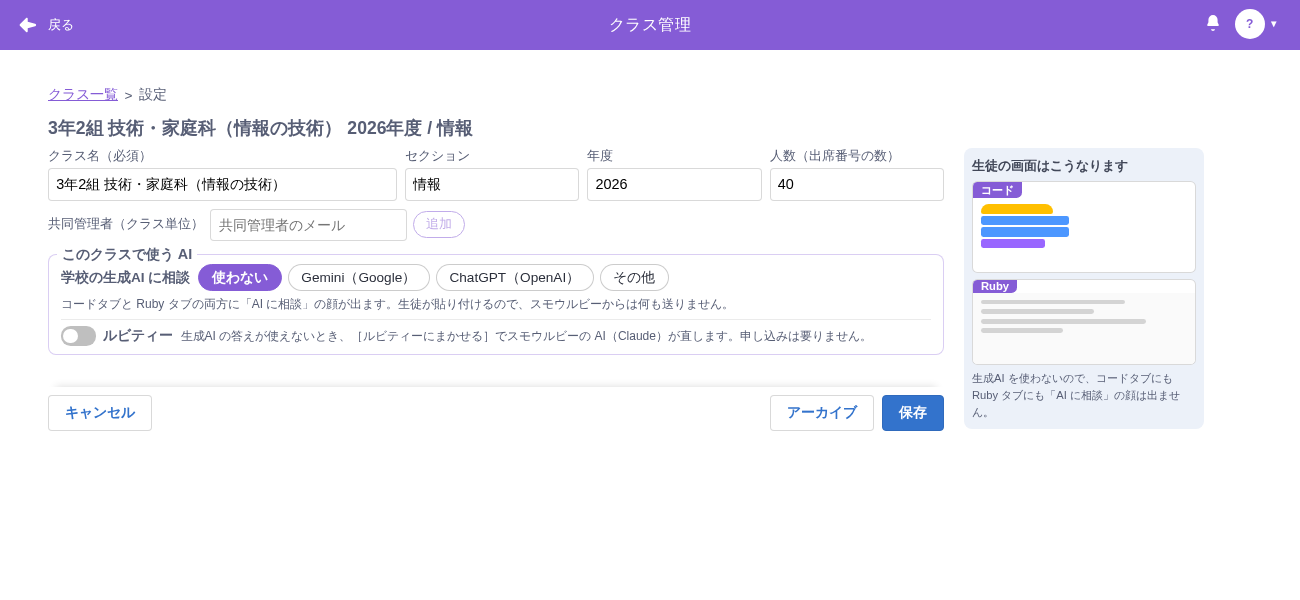 戻る
クラス管理
?
クラス一覧 > 設定
3年2組 技術・家庭科（情報の技術） 2026年度 / 情報
クラス名（必須）
セクション
年度
人数（出席番号の数）
3年2組 技術・家庭科（情報の技術）
情報
2026
40
共同管理者（クラス単位）
共同管理者のメール
追加
このクラスで使う AI
学校の生成AI に相談
使わない
Gemini（Google）
ChatGPT（OpenAI）
その他
コードタブと Ruby タブの両方に「AI に相談」の顔が出ます。生徒が貼り付けるので、スモウルビーからは何も送りません。
ルビティー
生成AI の答えが使えないとき、［ルビティーにまかせる］でスモウルビーの AI（Claude）が直します。申し込みは要りません。
キャンセル
アーカイブ
保存
生徒の画面はこうなります
コード
Ruby
生成AI を使わないので、コードタブにも
Ruby タブにも「AI に相談」の顔は出ませ
ん。